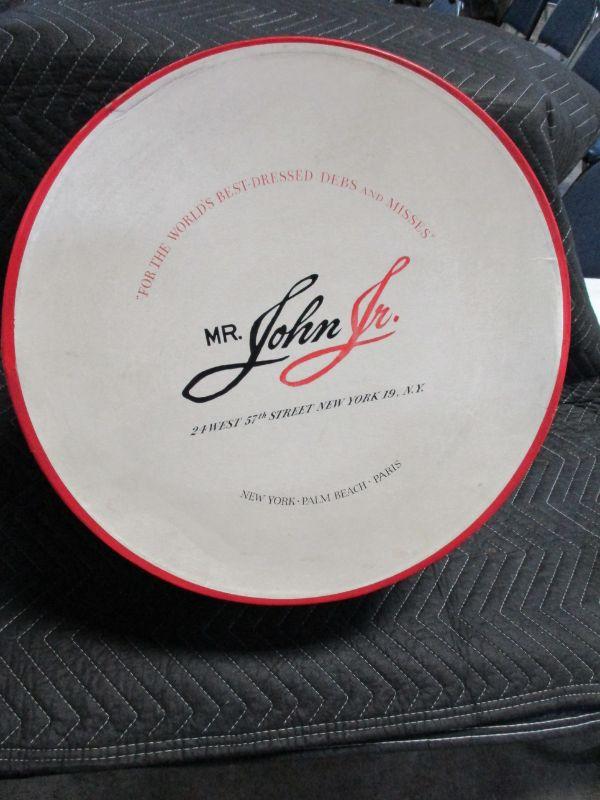 "FOR THE WORLD'S BEST-DRESSED DEBS AND MISSES"
MR. John Jr.
24 WEST 57th STREET NEW YORK 19, N.Y.
NEW YORK · PALM BEACH · PARIS